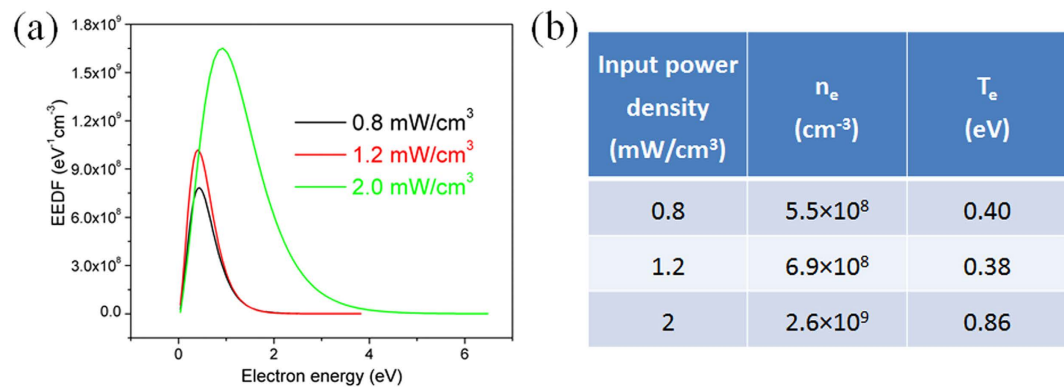 (a)
1.8x10⁹
1.5x10⁹
1.2x10⁹
9.0x10⁸
6.0x10⁸
3.0x10⁸
0.0
EEDF (eV⁻¹cm⁻³)
0.8 mW/cm³
1.2 mW/cm³
2.0 mW/cm³
0 2 4 6
Electron energy (eV)
(b)
Input power density (mW/cm³)
nₑ (cm⁻³)
Tₑ (eV)
0.8 5.5×10⁸ 0.40
1.2 6.9×10⁸ 0.38
2 2.6×10⁹ 0.86